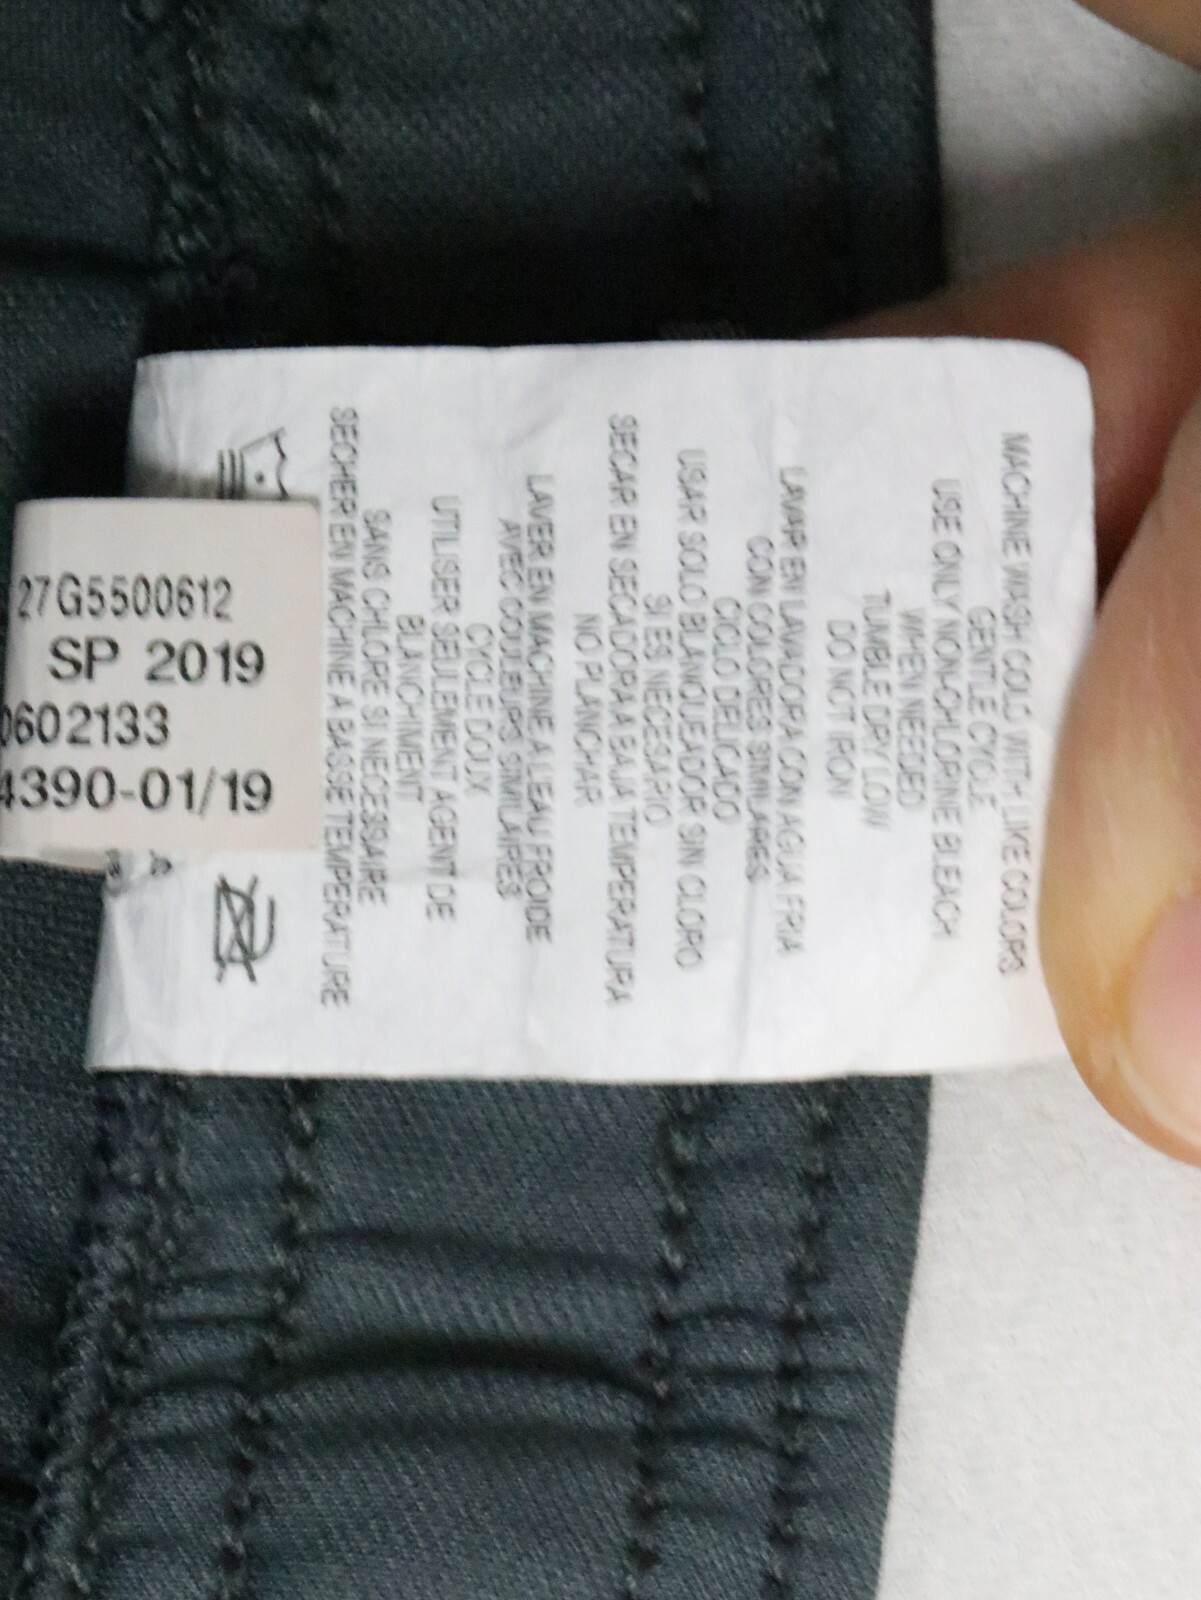 27G5500612
SP 2019
0602133
4390-01/19
MACHINE WASH COLD WITH LIKE COLORS
GENTLE CYCLE
USE ONLY NON-CHLORINE BLEACH
WHEN NEEDED
TUMBLE DRY LOW
DO NOT IRON
LAVAR EN LAVADORA CON AGUA FRIA
CON COLORES SIMILARES
CICLO DELICADO
USAR SOLO BLANQUEADOR SIN CLORO
SI ES NECESARIO
SECAR EN SECADORA A BAJA TEMPERATURA
NO PLANCHAR
LAVER EN MACHINE A L'EAU FROIDE
AVEC COULEURS SIMILAIRES
CYCLE DOUX
UTILISER SEULEMENT AGENT DE
BLANCHIMENT
SANS CHLORE SI NECESSAIRE
SECHER EN MACHINE A BASSE TEMPERATURE